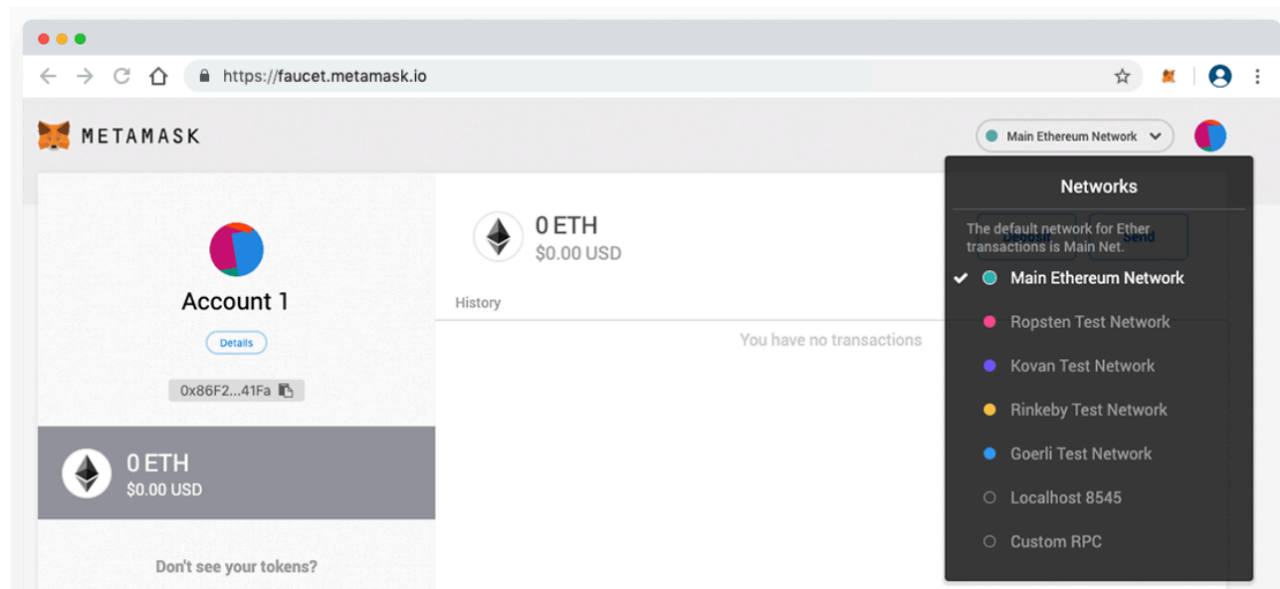 https://faucet.metamask.io
METAMASK
Main Ethereum Network
Networks
The default network for Ether
transactions is Main Net.
Deposit
Send
Main Ethereum Network
Ropsten Test Network
Kovan Test Network
Rinkeby Test Network
Goerli Test Network
Localhost 8545
Custom RPC
Account 1
Details
0x86F2...41Fa
0 ETH
$0.00 USD
Don't see your tokens?
0 ETH
$0.00 USD
History
You have no transactions